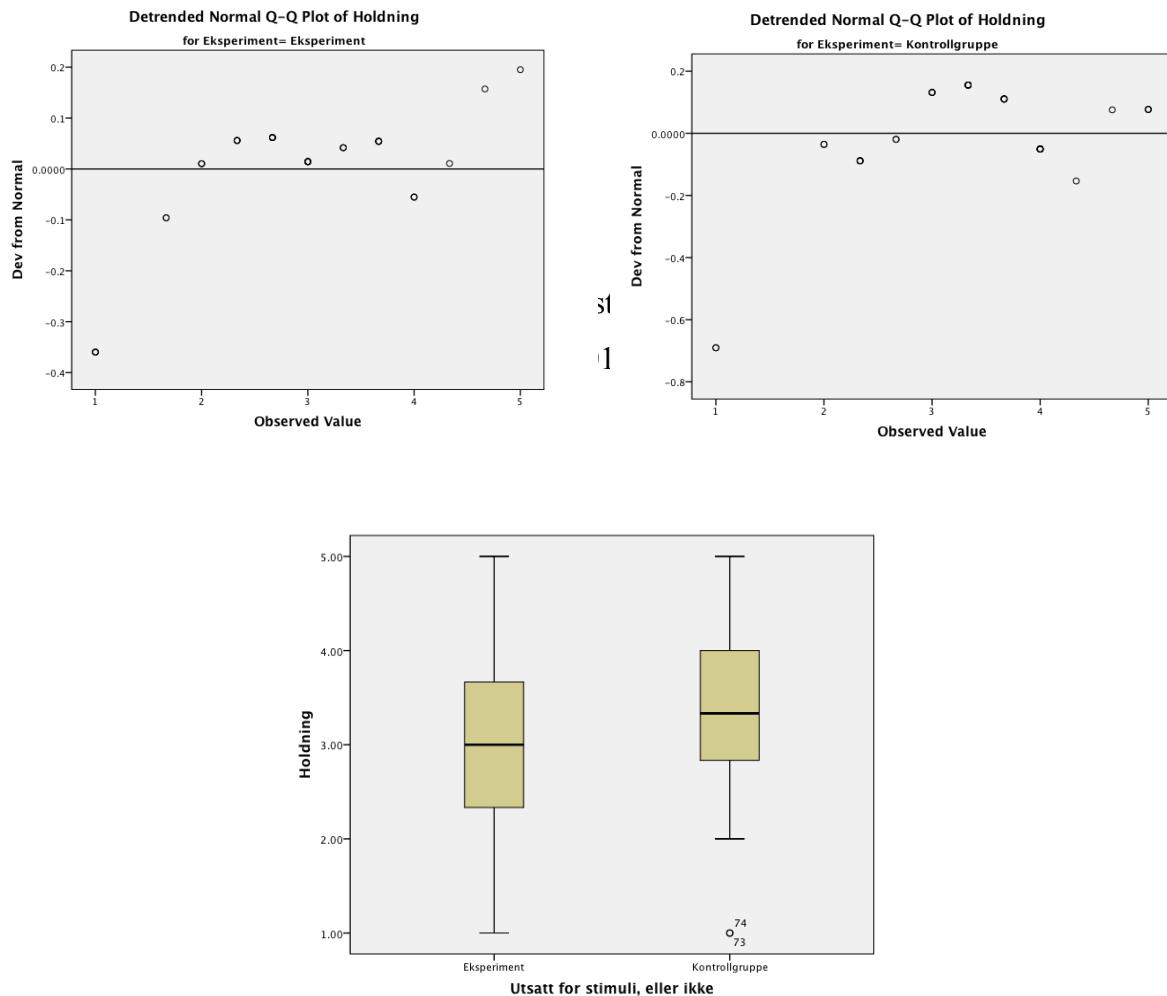 Detrended Normal Q-Q Plot of Holdning
for Eksperiment= Eksperiment
Dev from Normal
0.2
0.1
0.0000
-0.1
-0.2
-0.3
-0.4
1 2 3 4 5
Observed Value
st
Detrended Normal Q-Q Plot of Holdning
for Eksperiment= Kontrollgruppe
Dev from Normal
0.2
0.0000
-0.2
-0.4
-0.6
-0.8
1 2 3 4 5
Observed Value
Holdning
5.00
4.00
3.00
2.00
1.00
74
73
Eksperiment Kontrollgruppe
Utsatt for stimuli, eller ikke